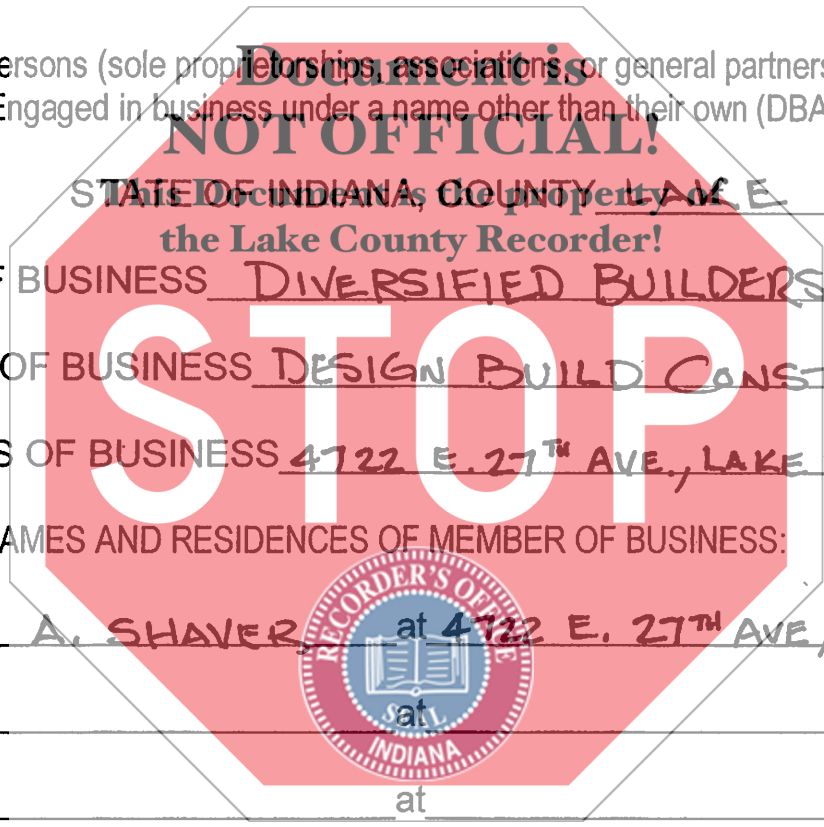 ersons (sole proprietorships, associations, or general partners
Document is
Engaged in business under a name other than their own (DBA
NOT OFFICIAL!
STATE OF INDIANA, COUNTY LAKE
This Document is the property of
the Lake County Recorder!
F BUSINESS DIVERSIFIED BUILDERS
STOP
OF BUSINESS DESIGN BUILD CONST
S OF BUSINESS 4722 E. 27TH AVE., LAKE
AMES AND RESIDENCES OF MEMBER OF BUSINESS:
A. SHAVER, at 4722 E. 27TH AVE,
RECORDER'S OFFICE
at
SEAL
INDIANA
at